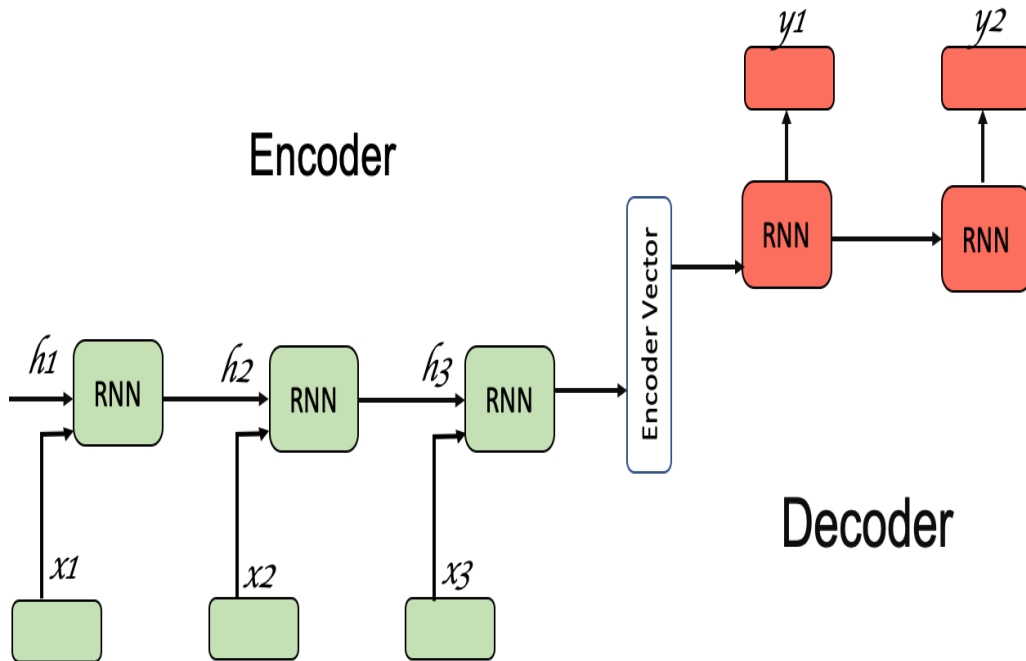 y1
y2
Encoder
RNN
RNN
Encoder Vector
h1
RNN
h2
RNN
h3
RNN
Decoder
x1
x2
x3